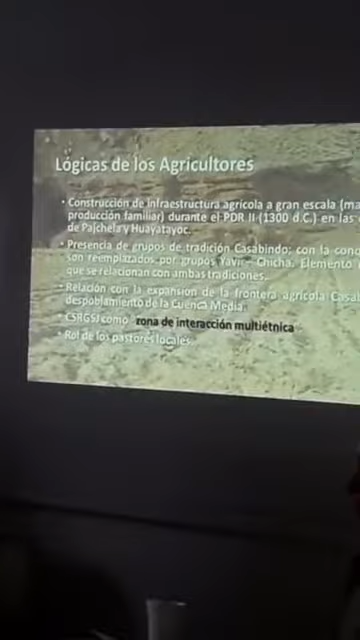 Lógicas de los Agricultores
• Construcción de infraestructura agrícola a gran escala
producción familiar) durante el PDR II (1300 d.C.) en las
de Pajchela y Huayatayoc.
• Presencia de grupos de tradición Casabindo; con la
son reemplazados por grupos Yavi – Chicha. Elemento
que se relacionan con ambas tradiciones.
• Relación con la expansión de la frontera agrícola
despoblamiento de la Cuenca Media.
• CSRGSJ como zona de interacción multiétnica
• Rol de los pastores locales.